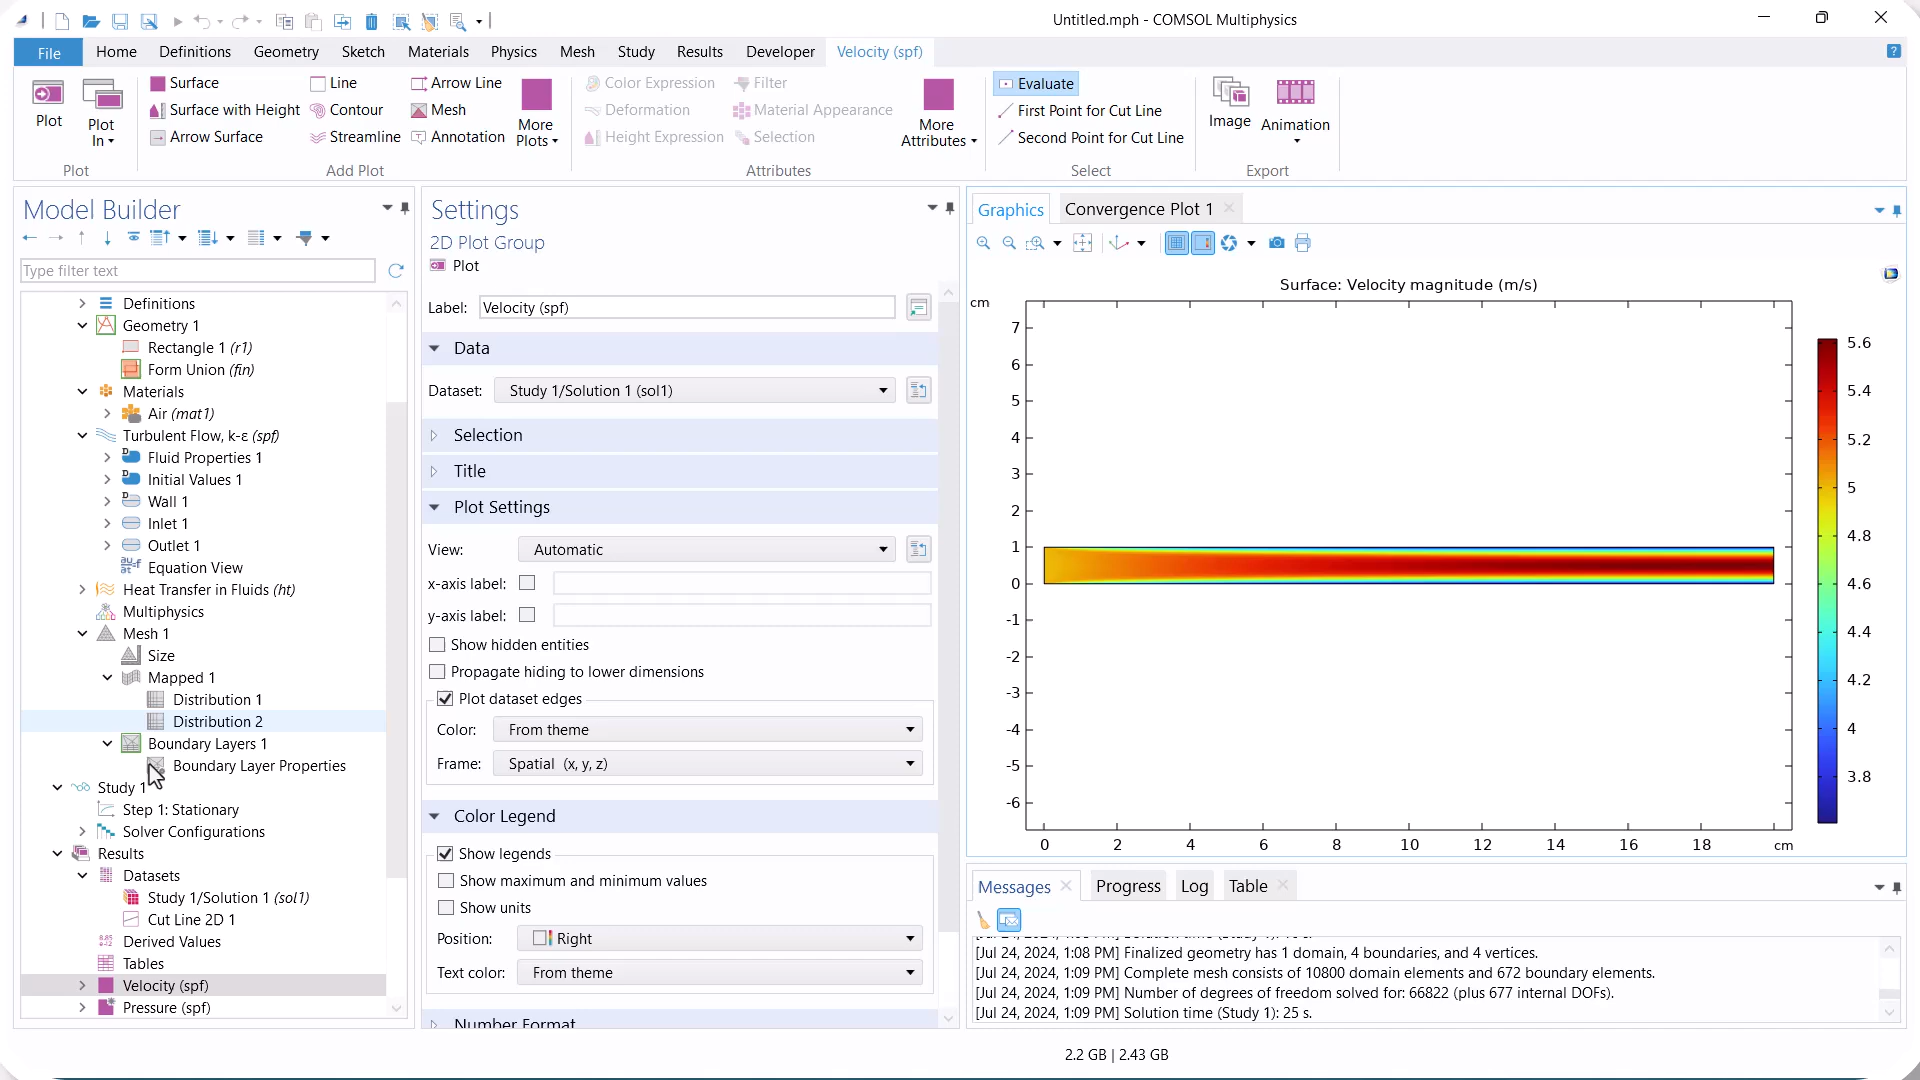 Untitled.mph - COMSOL Multiphysics
File Home Definitions Geometry Sketch Materials Physics Mesh Study Results Developer Velocity (spf)
Surface Line Arrow Line Color Expression Filter Evaluate
Surface with Height Contour Mesh Deformation Material Appearance First Point for Cut Line
Arrow Surface Streamline Annotation Height Expression Selection Second Point for Cut Line
Plot
Plot In
More Plots
More Attributes
Image
Animation
Plot Add Plot Attributes Select Export
Model Builder
Type filter text
Definitions
Geometry 1
Rectangle 1 (r1)
Form Union (fin)
Materials
Air (mat1)
Turbulent Flow, k-ε (spf)
Fluid Properties 1
Initial Values 1
Wall 1
Inlet 1
Outlet 1
Equation View
Heat Transfer in Fluids (ht)
Multiphysics
Mesh 1
Size
Mapped 1
Distribution 1
Distribution 2
Boundary Layers 1
Boundary Layer Properties
Study 1
Step 1: Stationary
Solver Configurations
Results
Datasets
Study 1/Solution 1 (sol1)
Cut Line 2D 1
Derived Values
Tables
Velocity (spf)
Pressure (spf)
Settings
2D Plot Group
Plot
Label: Velocity (spf)
Data
Dataset: Study 1/Solution 1 (sol1)
Selection
Title
Plot Settings
View: Automatic
x-axis label:
y-axis label:
Show hidden entities
Propagate hiding to lower dimensions
Plot dataset edges
Color: From theme
Frame: Spatial (x, y, z)
Color Legend
Show legends
Show maximum and minimum values
Show units
Position: Right
Text color: From theme
Number Format
Graphics Convergence Plot 1
Surface: Velocity magnitude (m/s)
cm
7
6
5
4
3
2
1
0
-1
-2
-3
-4
-5
-6
0 2 4 6 8 10 12 14 16 18 cm
5.6
5.4
5.2
5
4.8
4.6
4.4
4.2
4
3.8
Messages Progress Log Table
[Jul 24, 2024, 1:08 PM] Finalized geometry has 1 domain, 4 boundaries, and 4 vertices.
[Jul 24, 2024, 1:09 PM] Complete mesh consists of 10800 domain elements and 672 boundary elements.
[Jul 24, 2024, 1:09 PM] Number of degrees of freedom solved for: 66822 (plus 677 internal DOFs).
[Jul 24, 2024, 1:09 PM] Solution time (Study 1): 25 s.
2.2 GB | 2.43 GB